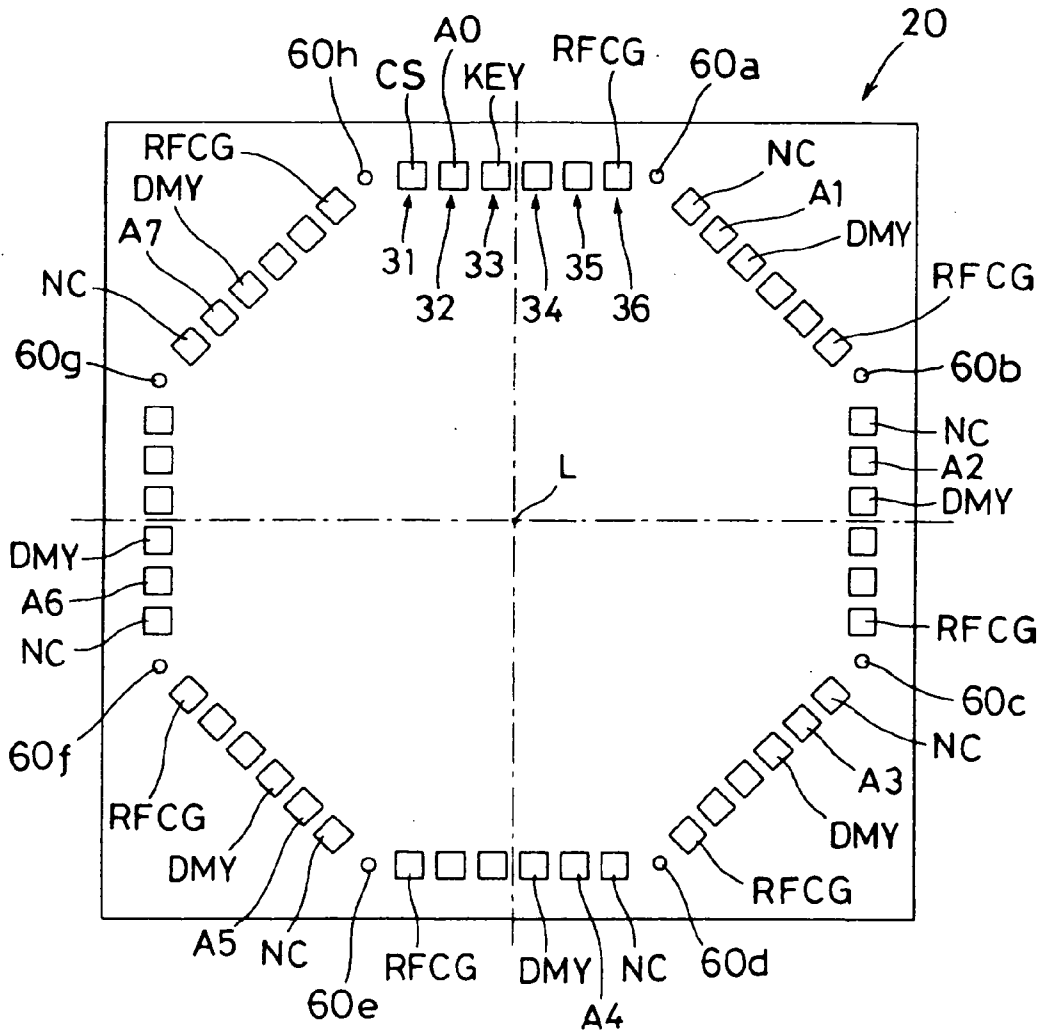 20
A0
RFCG
60h
CS
KEY
60a
RFCG
NC
DMY
A1
A7
DMY
31
33
35
NC
32
34
36
RFCG
60g
60b
NC
L
A2
DMY
DMY
A6
NC
RFCG
60c
60f
NC
A3
RFCG
DMY
DMY
RFCG
A5
NC
RFCG
DMY
NC
60d
60e
A4